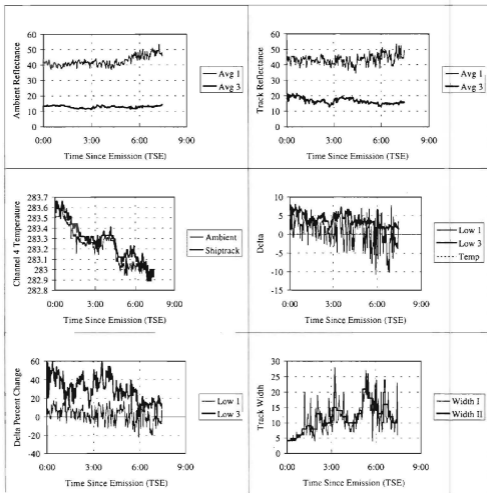 60
50
40
30
20
10
0
Ambient Reflectance
0:00 3:00 6:00 9:00
Time Since Emission (TSE)
Avg 1
Avg 3
60
50
40
30
20
10
0
Track Reflectance
0:00 3:00 6:00 9:00
Time Since Emission (TSE)
Avg 1
Avg 3
283.7
283.6
283.5
283.4
283.3
283.2
283.1
283
282.9
282.8
Channel 4 Temperature
0:00 3:00 6:00 9:00
Time Since Emission (TSE)
Ambient
Shiptrack
10
5
0
-5
-10
-15
Delta
0:00 3:00 6:00 9:00
Time Since Emission (TSE)
Low 1
Low 3
Temp
60
40
20
0
-20
-40
Delta Percent Change
0:00 3:00 6:00 9:00
Time Since Emission (TSE)
Low 1
Low 3
30
25
20
15
10
5
0
Track Width
0:00 3:00 6:00 9:00
Time Since Emission (TSE)
Width I
Width II